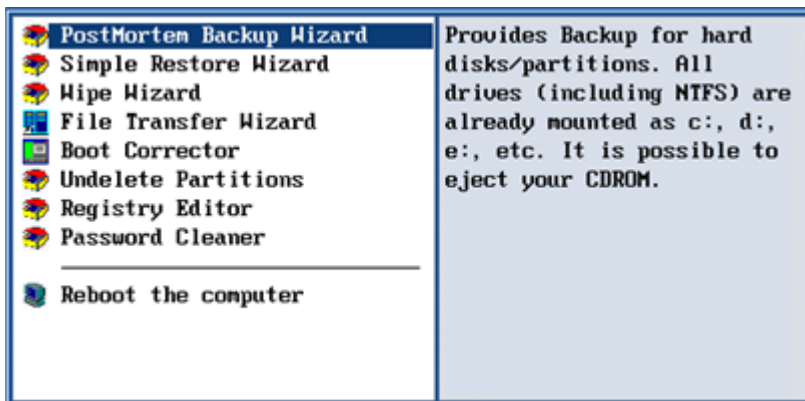 PostMortem Backup Wizard
Simple Restore Wizard
Wipe Wizard
File Transfer Wizard
Boot Corrector
Undelete Partitions
Registry Editor
Password Cleaner
Reboot the computer
Provides Backup for hard
disks/partitions. All
drives (including NTFS) are
already mounted as c:, d:,
e:, etc. It is possible to
eject your CDROM.